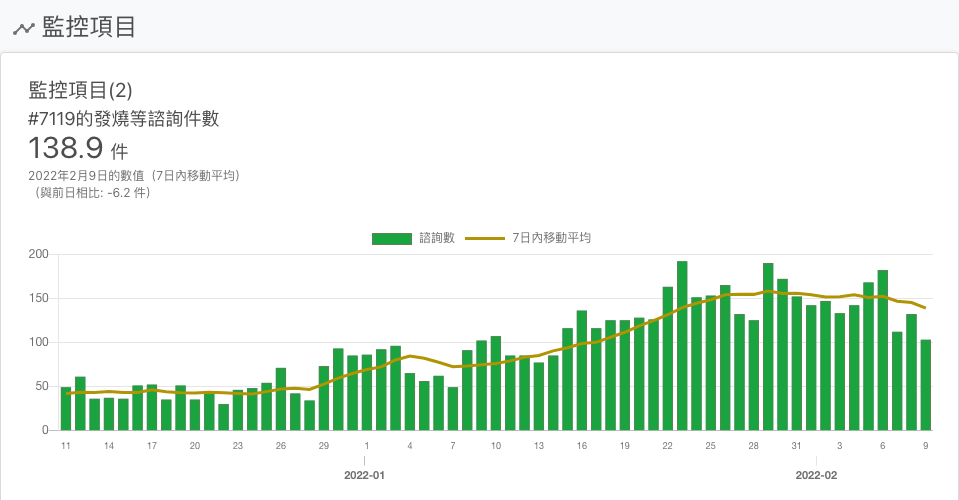 監控項目
監控項目(2)
#7119的發燒等諮詢件數
138.9 件
2022年2月9日的數值（7日內移動平均）
（與前日相比: -6.2 件）
諮詢數 7日內移動平均
200
150
100
50
0
11 14 17 20 23 26 29 1 4 7 10 13 16 19 22 25 28 31 3 6 9
2022-01 2022-02